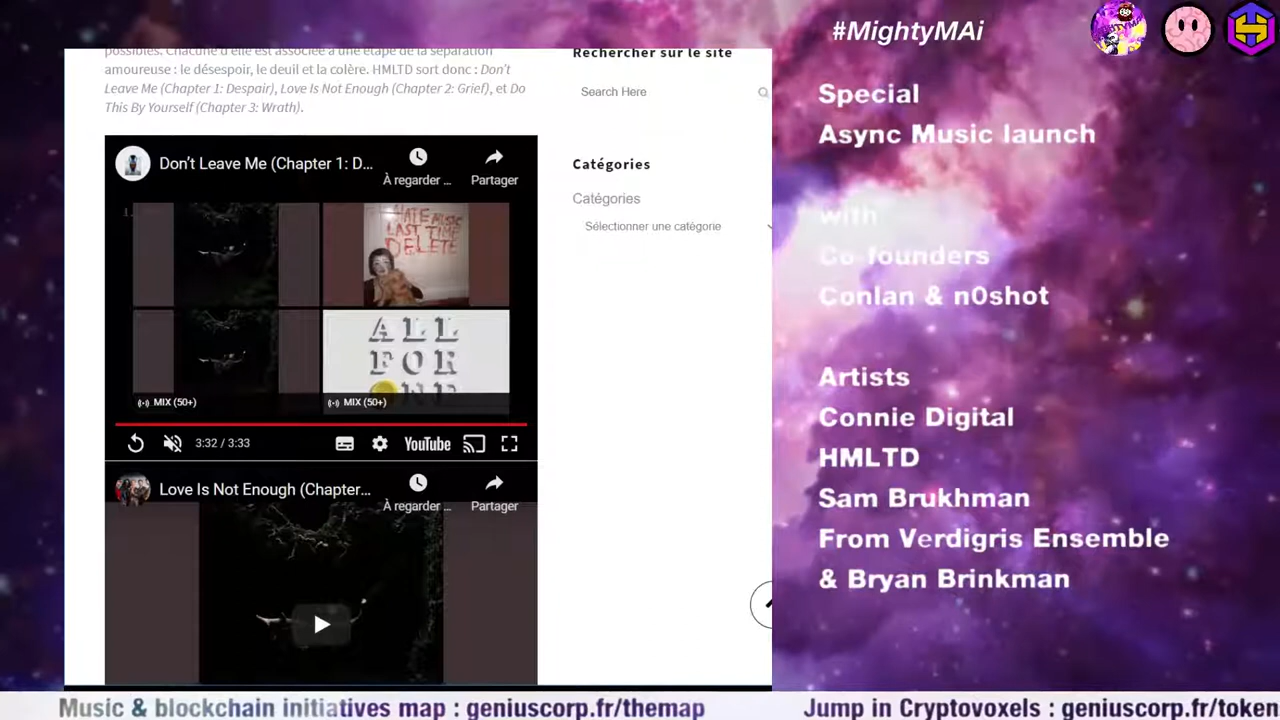 #MightyMAi
possibles. Chacune d'elle est associée à une étape de la séparation
amoureuse : le désespoir, le deuil et la colère. HMLTD sort donc : Don't
Leave Me (Chapter 1: Despair), Love Is Not Enough (Chapter 2: Grief), et Do
This By Yourself (Chapter 3: Wrath).
Rechercher sur le site
Search Here
Catégories
Catégories
Sélectionner une catégorie
Don't Leave Me (Chapter 1: D...
À regarder ...
Partager
HATE MUSIC
LAST TIME
DELETE
ALL
FOR
MIX (50+)
MIX (50+)
3:32 / 3:33
YouTube
Love Is Not Enough (Chapter...
À regarder ...
Partager
Special
Async Music launch
with
Co founders
Conlan & n0shot
Artists
Connie Digital
HMLTD
Sam Brukhman
From Verdigris Ensemble
& Bryan Brinkman
Music & blockchain initiatives map : geniuscorp.fr/themap
Jump in Cryptovoxels : geniuscorp.fr/token